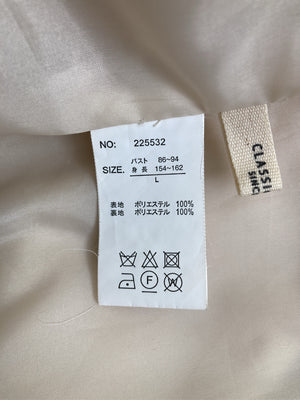 NO: 225532
バスト 86~94
SIZE. 身長 154~162
L
表地 ポリエステル 100%
裏地 ポリエステル 100%
P W
CLASSI
SINC